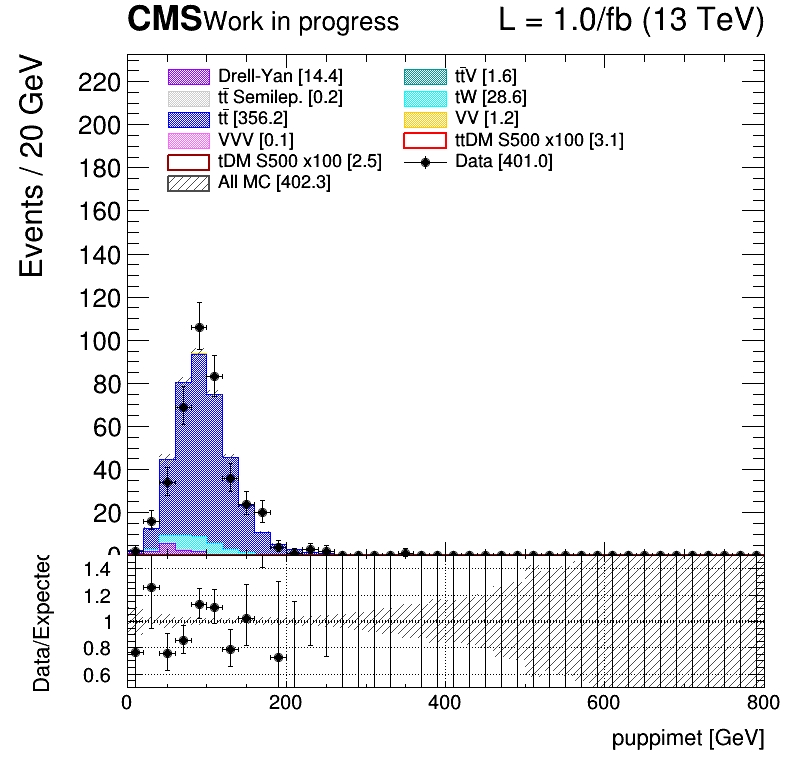 CMS Work in progress L = 1.0/fb (13 TeV)
Events / 20 GeV
220
200
180
160
140
120
100
80
60
40
20
0
Drell-Yan [14.4]
tt̄ Semilep. [0.2]
tt̄ [356.2]
VVV [0.1]
tDM S500 x100 [2.5]
All MC [402.3]
tt̄V [1.6]
tW [28.6]
VV [1.2]
ttDM S500 x100 [3.1]
Data [401.0]
Data/Expected
1.4
1.2
1
0.8
0.6
0 200 400 600 800
puppimet [GeV]